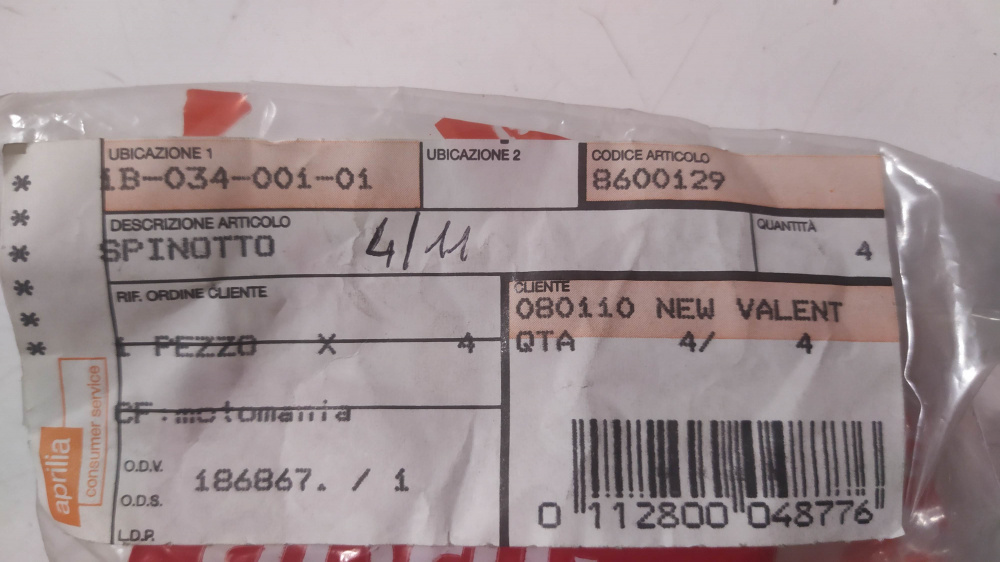 UBICAZIONE 1
1B-034-001-01
UBICAZIONE 2
CODICE ARTICOLO
8600129
DESCRIZIONE ARTICOLO
SPINOTTO
4/11
QUANTITÀ
4
RIF. ORDINE CLIENTE
1 PEZZO X 4
CF.motomania
CLIENTE
080110 NEW VALENT
QTA 4/ 4
O.D.V.
186867. / 1
O.D.S.
L.D.P.
0 112800 048776
aprilia
consumer service
* * * * * *